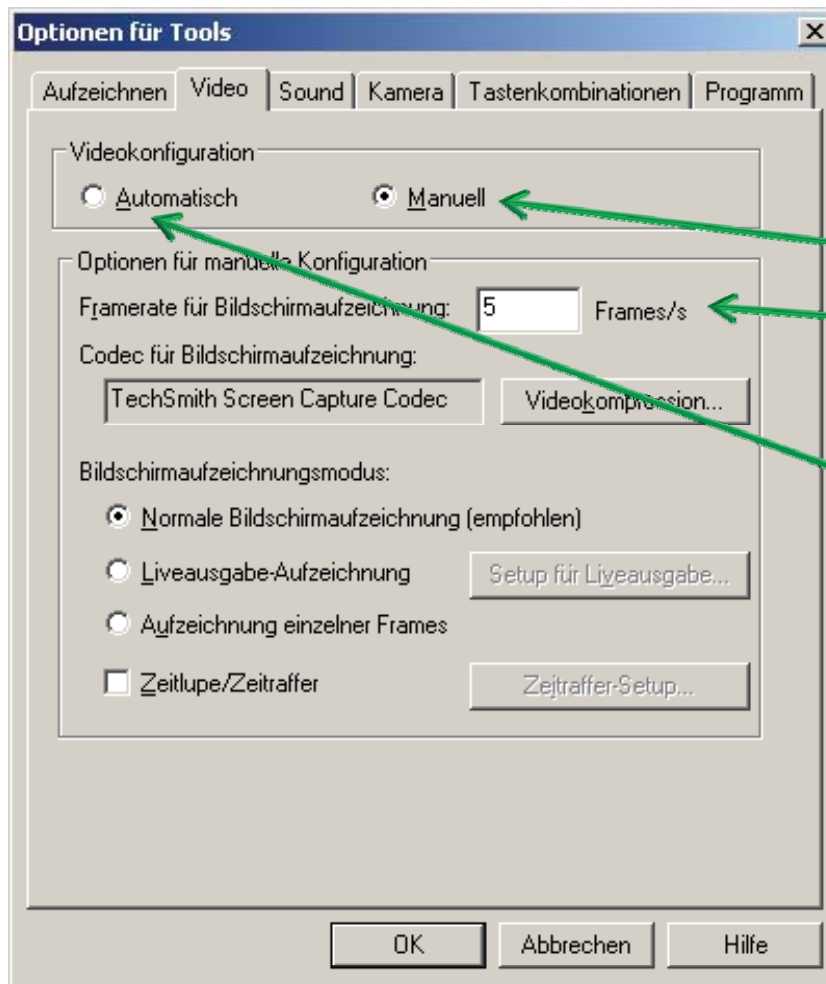 Optionen für Tools
Aufzeichnen Video Sound Kamera Tastenkombinationen Programm
Videokonfiguration
Automatisch Manuell
Optionen für manuelle Konfiguration
Framerate für Bildschirmaufzeichnung: 5 Frames/s
Codec für Bildschirmaufzeichnung:
TechSmith Screen Capture Codec Videokompression...
Bildschirmaufzeichnungsmodus:
Normale Bildschirmaufzeichnung (empfohlen)
Liveausgabe-Aufzeichnung Setup für Liveausgabe...
Aufzeichnung einzelner Frames
Zeitlupe/Zeitraffer Zeitraffer-Setup...
OK Abbrechen Hilfe